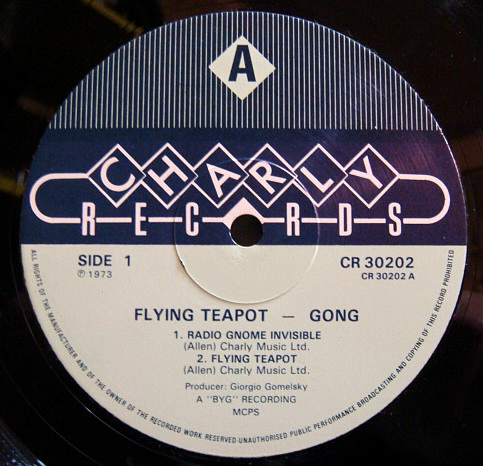 A
CHARLY
RECORDS
SIDE 1
℗ 1973
CR 30202
CR 30202 A
FLYING TEAPOT — GONG
1. RADIO GNOME INVISIBLE
(Allen) Charly Music Ltd.
2. FLYING TEAPOT
(Allen) Charly Music Ltd.
Producer: Giorgio Gomelsky
A "BYG" RECORDING
MCPS
ALL RIGHTS OF THE MANUFACTURER AND OF THE OWNER OF THE RECORDED WORK RESERVED-UNAUTHORISED PUBLIC PERFORMANCE BROADCASTING AND COPYING OF THIS RECORD PROHIBITED